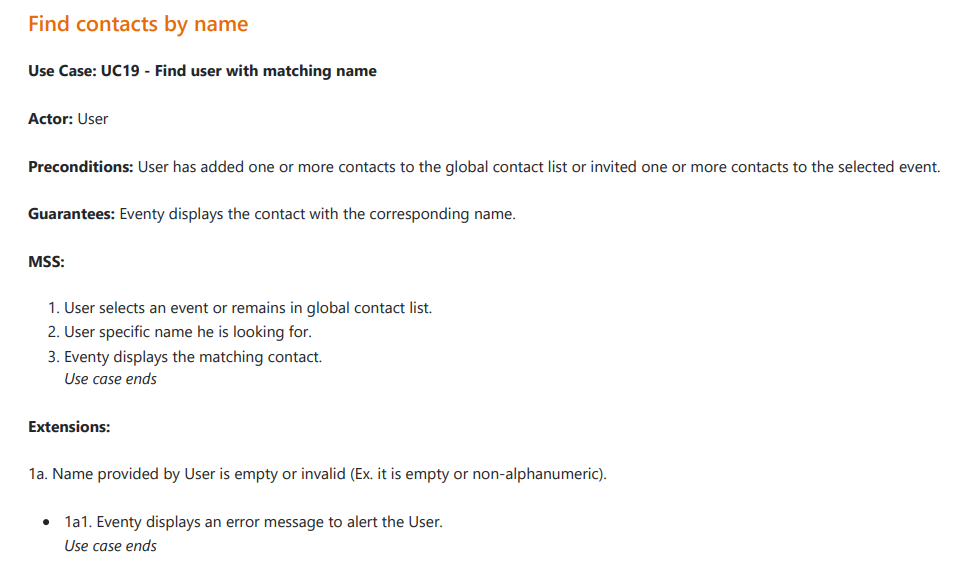 Find contacts by name
Use Case: UC19 - Find user with matching name
Actor: User
Preconditions: User has added one or more contacts to the global contact list or invited one or more contacts to the selected event.
Guarantees: Eventy displays the contact with the corresponding name.
MSS:
1. User selects an event or remains in global contact list.
2. User specific name he is looking for.
3. Eventy displays the matching contact.
Use case ends
Extensions:
1a. Name provided by User is empty or invalid (Ex. it is empty or non-alphanumeric).
• 1a1. Eventy displays an error message to alert the User.
Use case ends